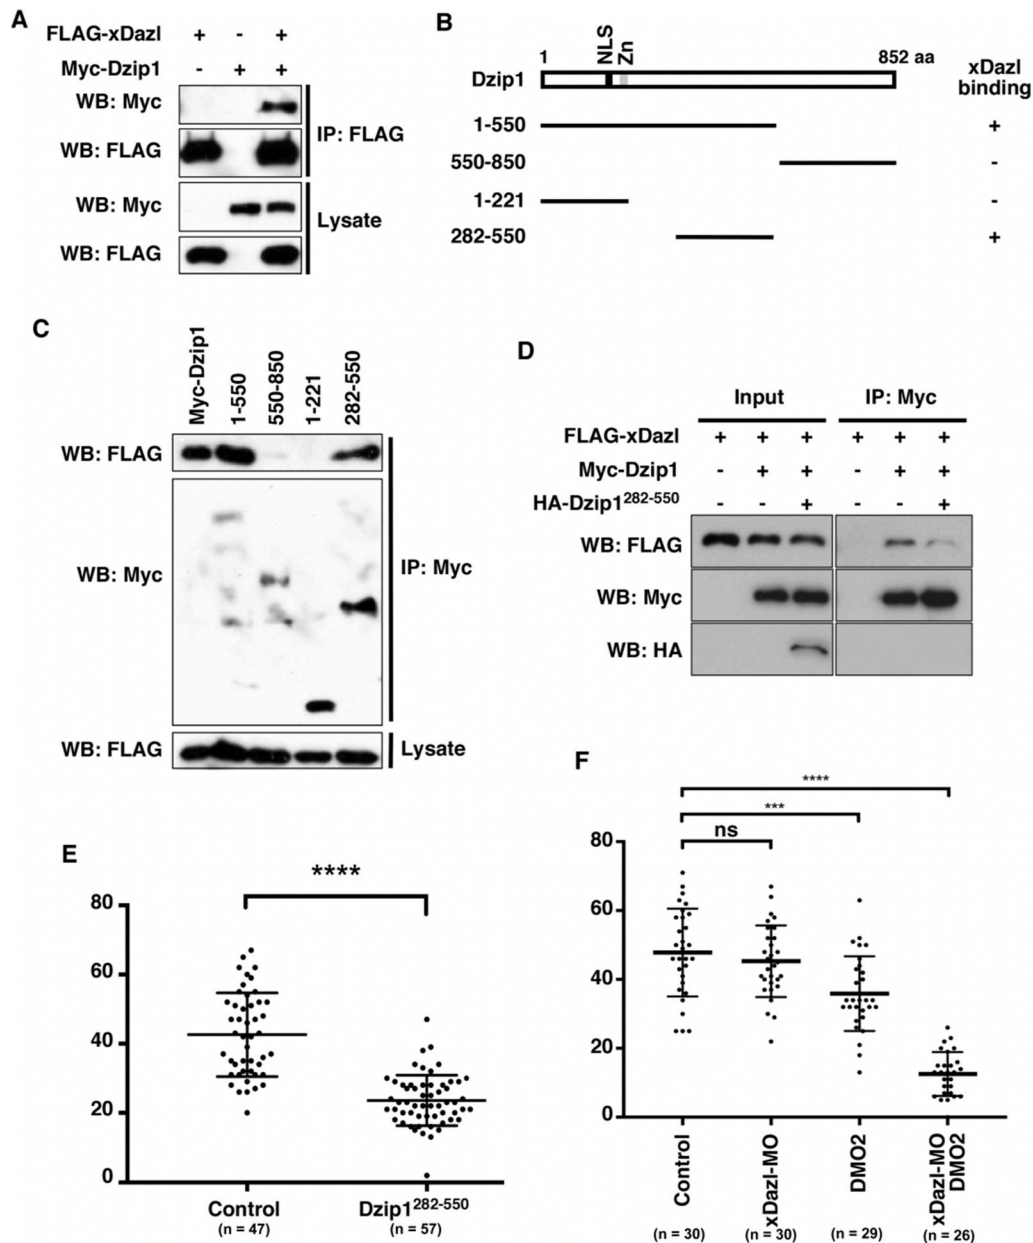 A
FLAG-xDazl + - +
Myc-Dzip1 - + +
WB: Myc
WB: FLAG
IP: FLAG
WB: Myc
WB: FLAG
Lysate
B
1 NLS Zn 852 aa
Dzip1
xDazl
binding
1-550 +
550-850 -
1-221 -
282-550 +
C
Myc-Dzip1
1-550
550-850
1-221
282-550
WB: FLAG
WB: Myc
IP: Myc
WB: FLAG
Lysate
D
Input IP: Myc
FLAG-xDazl + + + + + +
Myc-Dzip1 - + + - + +
HA-Dzip1282-550 - - + - - +
WB: FLAG
WB: Myc
WB: HA
E
****
80
60
40
20
0
Control Dzip1282-550
(n = 47) (n = 57)
F
****
***
ns
80
60
40
20
0
Control
xDazl-MO
DMO2
xDazl-MO
DMO2
(n = 30) (n = 30) (n = 29) (n = 26)